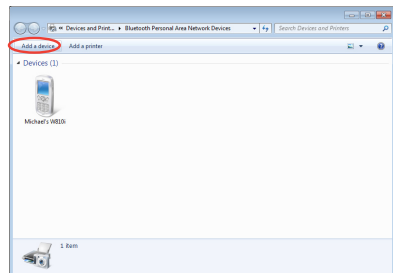 « Devices and Print... ▸ Bluetooth Personal Area Network Devices
Search Devices and Printers
Add a device
Add a printer
Devices (1)
Michael's W810i
1 item